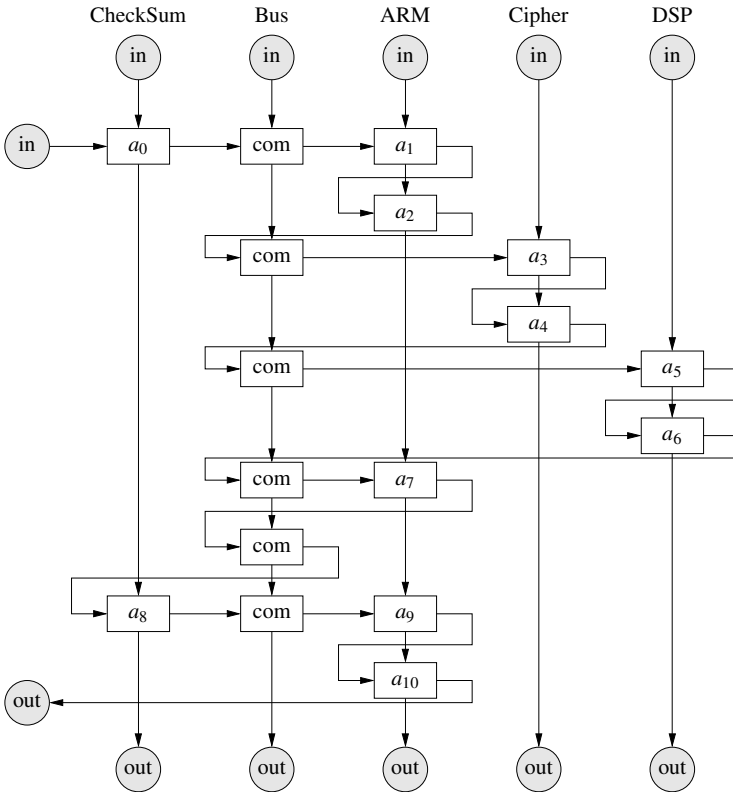 CheckSum Bus ARM Cipher DSP
in in in in in
in a₀ com a₁
a₂
com a₃
a₄
com a₅
a₆
com a₇
com
a₈ com a₉
a₁₀
out
out out out out out